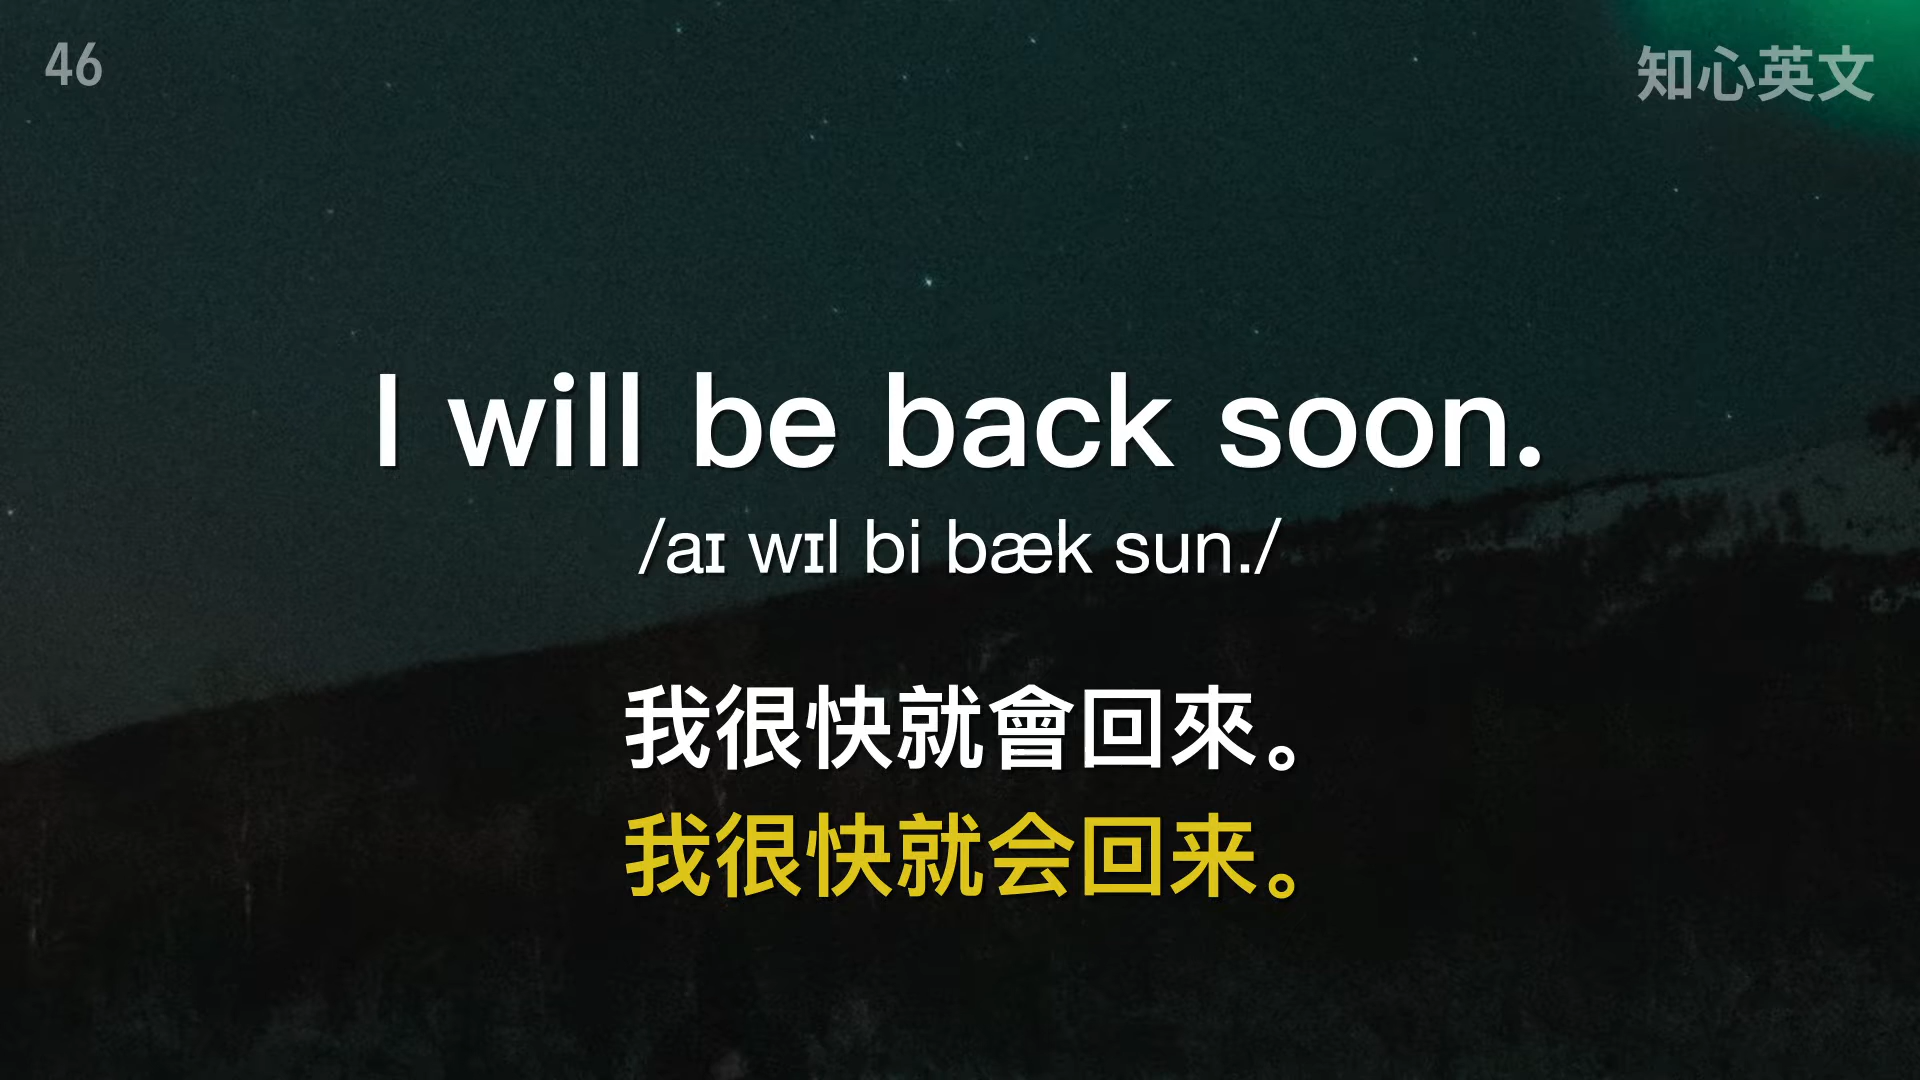 46
知心英文
I will be back soon.
/aɪ wɪl bi bæk sun./
我很快就會回來。
我很快就会回来。